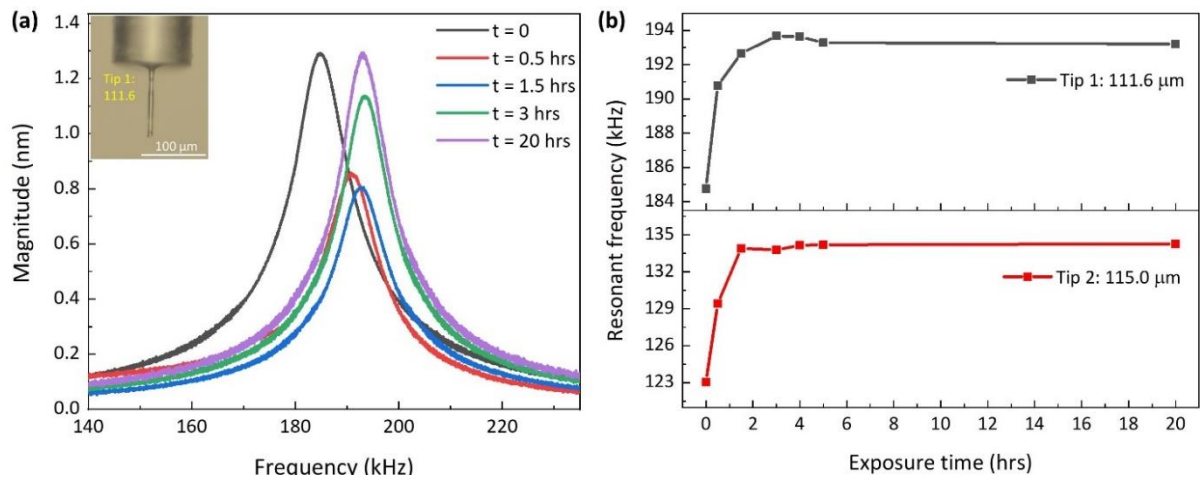 (a)
1.4
1.2
1.0
0.8
0.6
0.4
0.2
0.0
Magnitude (nm)
Tip 1:
111.6
100 μm
t = 0
t = 0.5 hrs
t = 1.5 hrs
t = 3 hrs
t = 20 hrs
140 160 180 200 220
Frequency (kHz)
(b)
194
192
190
188
186
184
135
132
129
126
123
Resonant frequency (kHz)
Tip 1: 111.6 μm
Tip 2: 115.0 μm
0 2 4 6 8 10 12 14 16 18 20
Exposure time (hrs)